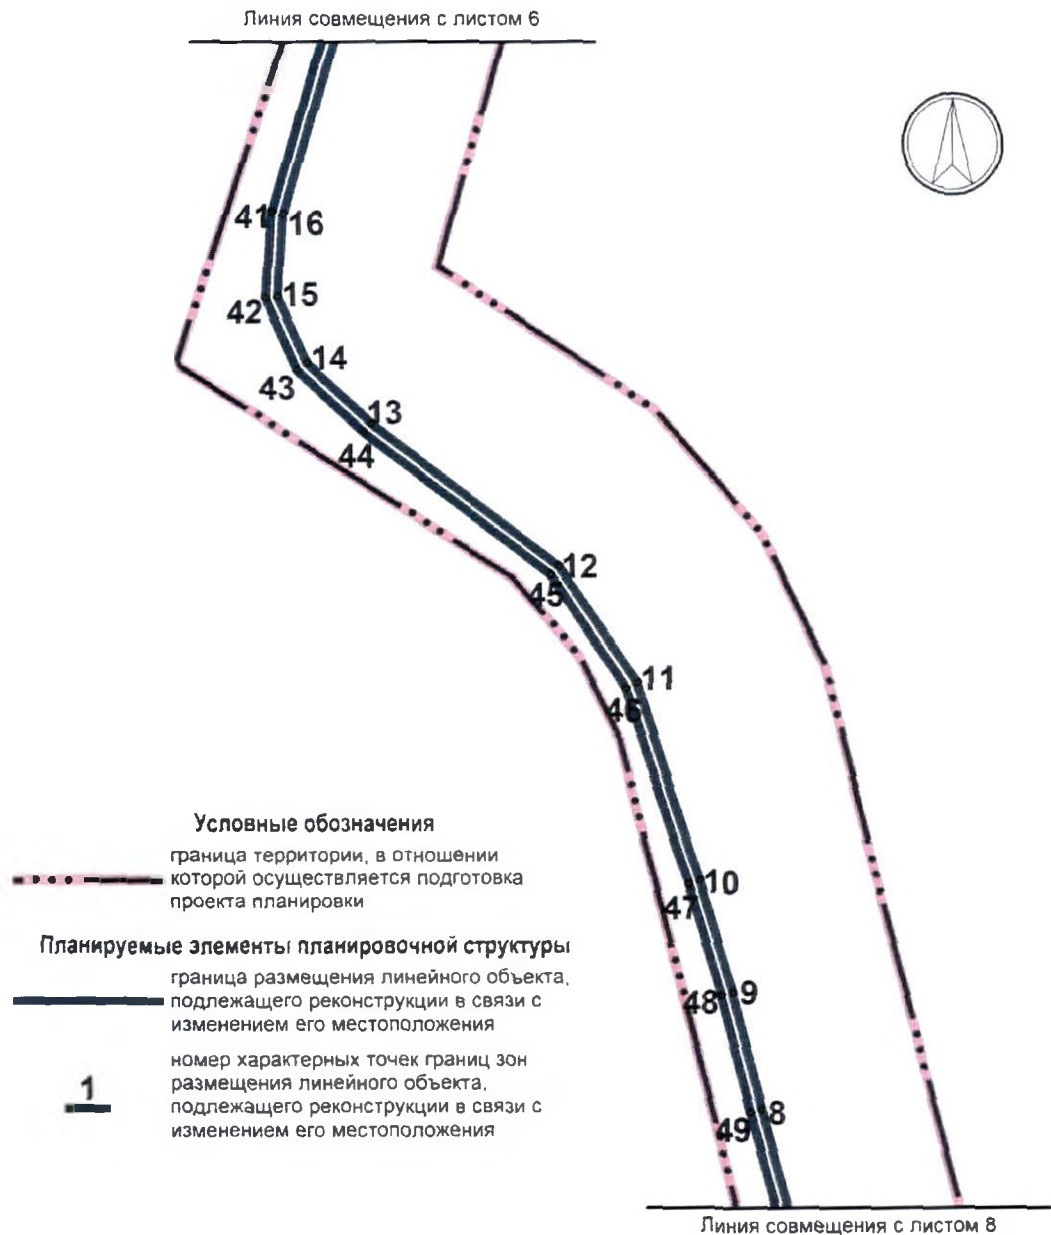 Линия совмещения с листом 6
41
16
42
15
14
43
13
44
12
45
11
46
10
47
48
9
49
8
Условные обозначения
граница территории, в отношении
которой осуществляется подготовка
проекта планировки
Планируемые элементы планировочной структуры
граница размещения линейного объекта,
подлежащего реконструкции в связи с
изменением его местоположения
1
номер характерных точек границ зон
размещения линейного объекта,
подлежащего реконструкции в связи с
изменением его местоположения
Линия совмещения с листом 8